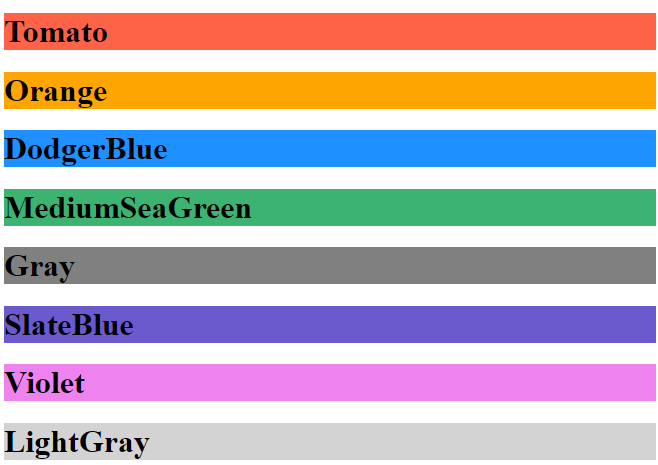 Tomato
Orange
DodgerBlue
MediumSeaGreen
Gray
SlateBlue
Violet
LightGray